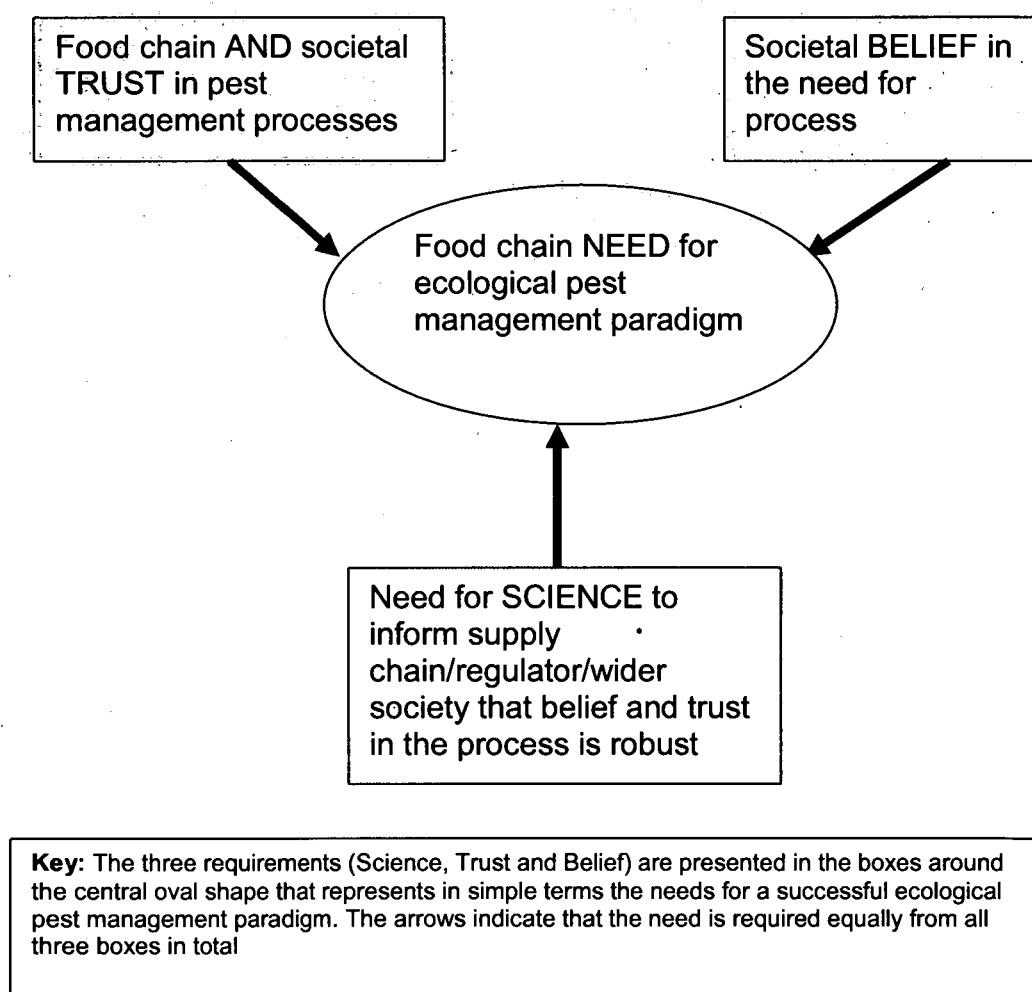 Food chain AND societal
TRUST in pest
management processes
Societal BELIEF in
the need for
process
Food chain NEED for
ecological pest
management paradigm
Need for SCIENCE to
inform supply
chain/regulator/wider
society that belief and trust
in the process is robust
Key: The three requirements (Science, Trust and Belief) are presented in the boxes around
the central oval shape that represents in simple terms the needs for a successful ecological
pest management paradigm. The arrows indicate that the need is required equally from all
three boxes in total